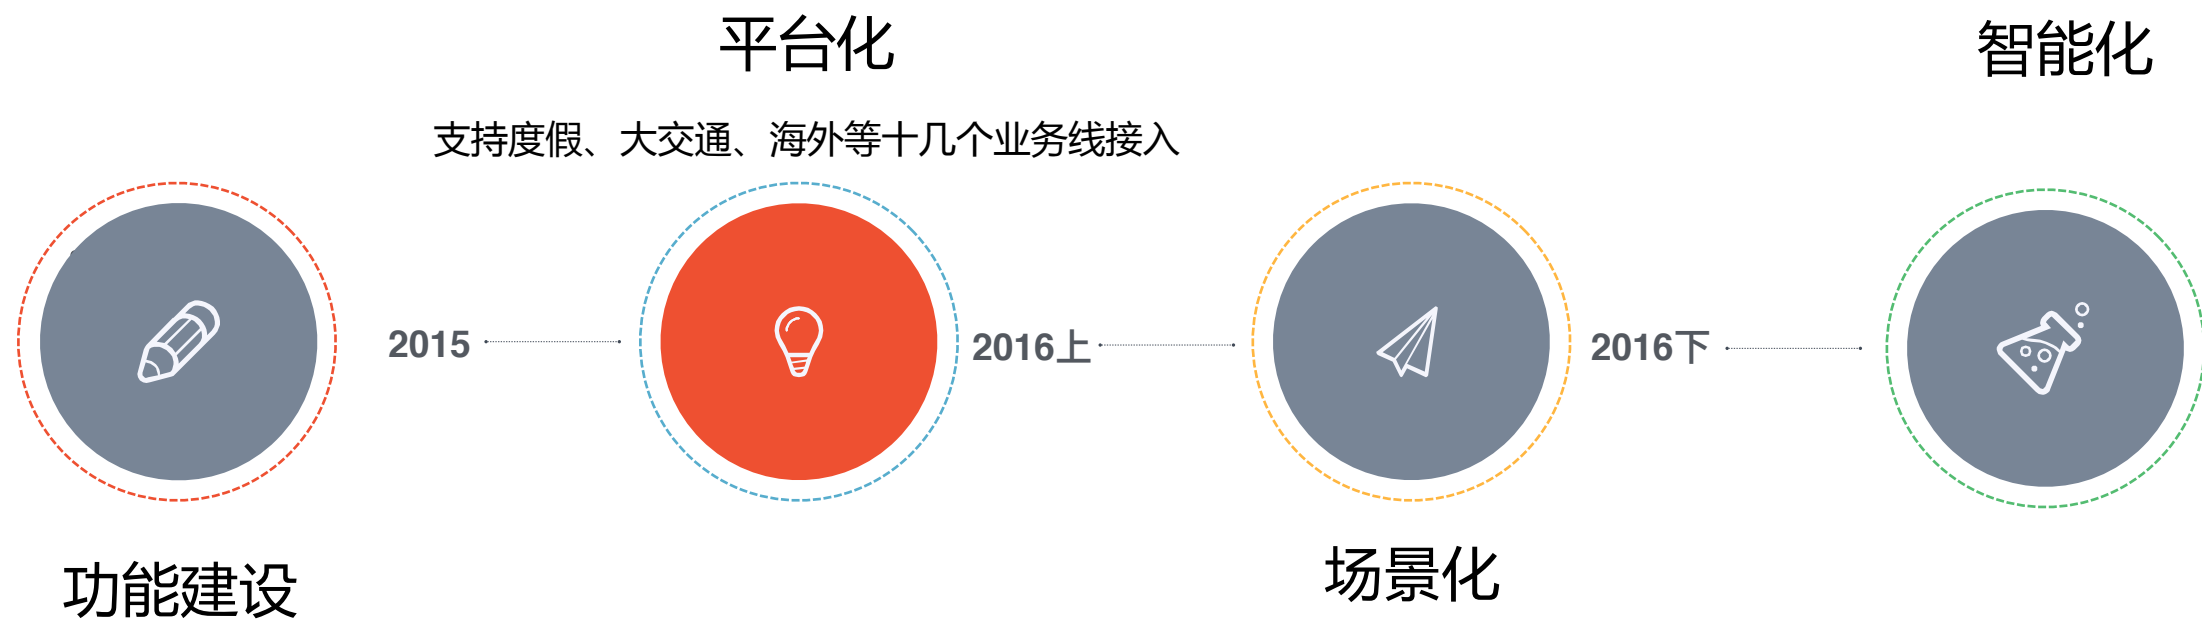 平台化
智能化
支持度假、大交通、海外等十几个业务线接入
2015
2016上
2016下
功能建设
场景化